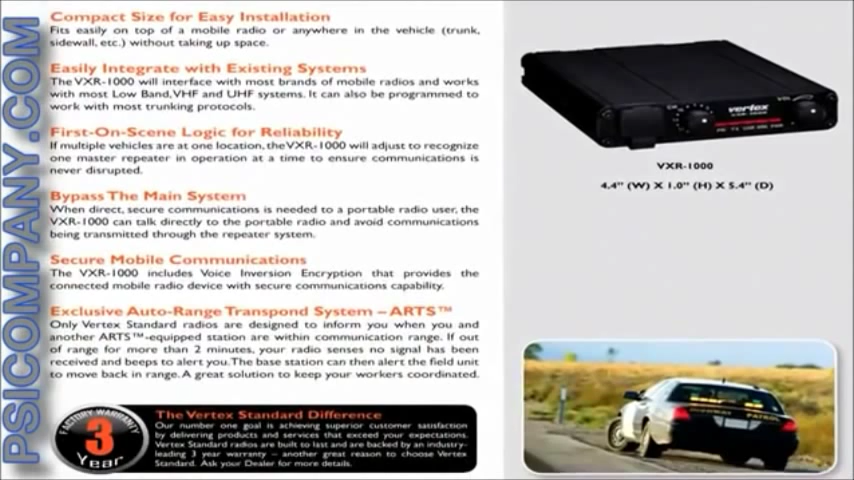 PSICOMPANY.COM
Compact Size for Easy Installation
Fits easily on top of a mobile radio or anywhere in the vehicle (trunk,
sidewall, etc.) without taking up space.
Easily Integrate with Existing Systems
The VXR-1000 will interface with most brands of mobile radios and works
with most Low Band, VHF and UHF systems. It can also be programmed to
work with most trunking protocols.
First-On-Scene Logic for Reliability
If multiple vehicles are at one location, the VXR-1000 will adjust to recognize
one master repeater in operation at a time to ensure communications is
never disrupted.
Bypass The Main System
When direct, secure communications is needed to a portable radio user, the
VXR-1000 can talk directly to the portable radio and avoid communications
being transmitted through the repeater system.
Secure Mobile Communications
The VXR-1000 includes Voice Inversion Encryption that provides the
connected mobile radio device with secure communications capability.
Exclusive Auto-Range Transpond System – ARTS™
Only Vertex Standard radios are designed to inform you when you and
another ARTS™-equipped station are within communication range. If out
of range for more than 2 minutes, your radio senses no signal has been
received and beeps to alert you. The base station can then alert the field unit
to move back in range. A great solution to keep your workers coordinated.
FACTORY WARRANTY
3
Year
The Vertex Standard Difference
Our number one goal is achieving superior customer satisfaction
by delivering products and services that exceed your expectations.
Vertex Standard radios are built to last and are backed by an industry-
leading 3 year warranty – another great reason to choose Vertex
Standard. Ask your Dealer for more details.
vertex
VXR-1000
4.4" (W) X 1.0" (H) X 5.4" (D)
HIGHWAY PATROL